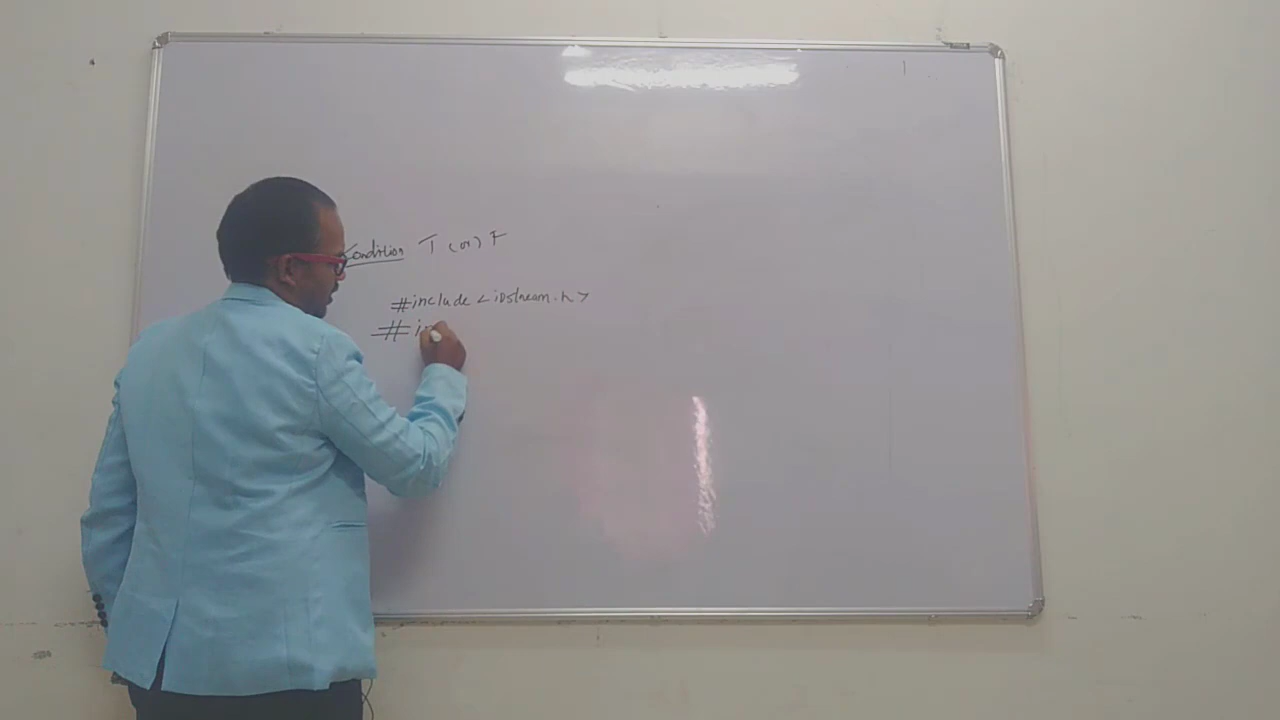 Condition T (or) F
#include <iostream.h>
# in